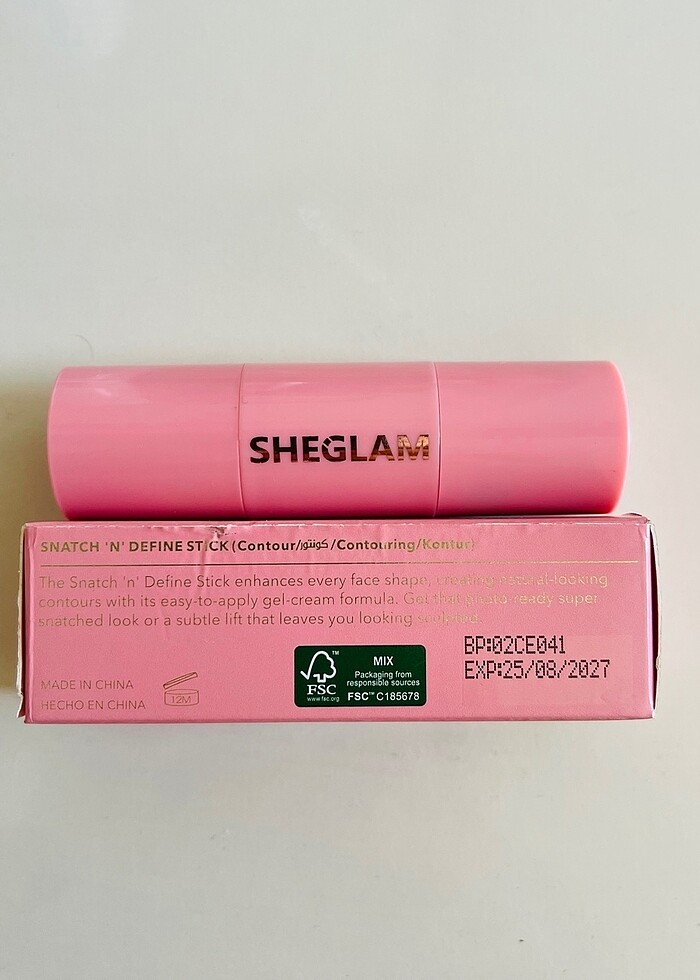 SHEGLAM
SNATCH 'N' DEFINE STICK (Contour/كونتور/Contouring/Kontur)
The Snatch 'n' Define Stick enhances every face shape, creating natural-looking
contours with its easy-to-apply gel-cream formula. Get that photo-ready super
snatched look or a subtle lift that leaves you looking sculpted.
BP:02CE041
EXP:25/08/2027
MADE IN CHINA
HECHO EN CHINA
12M
FSC™
www.fsc.org
MIX
Packaging from
responsible sources
FSC™ C185678